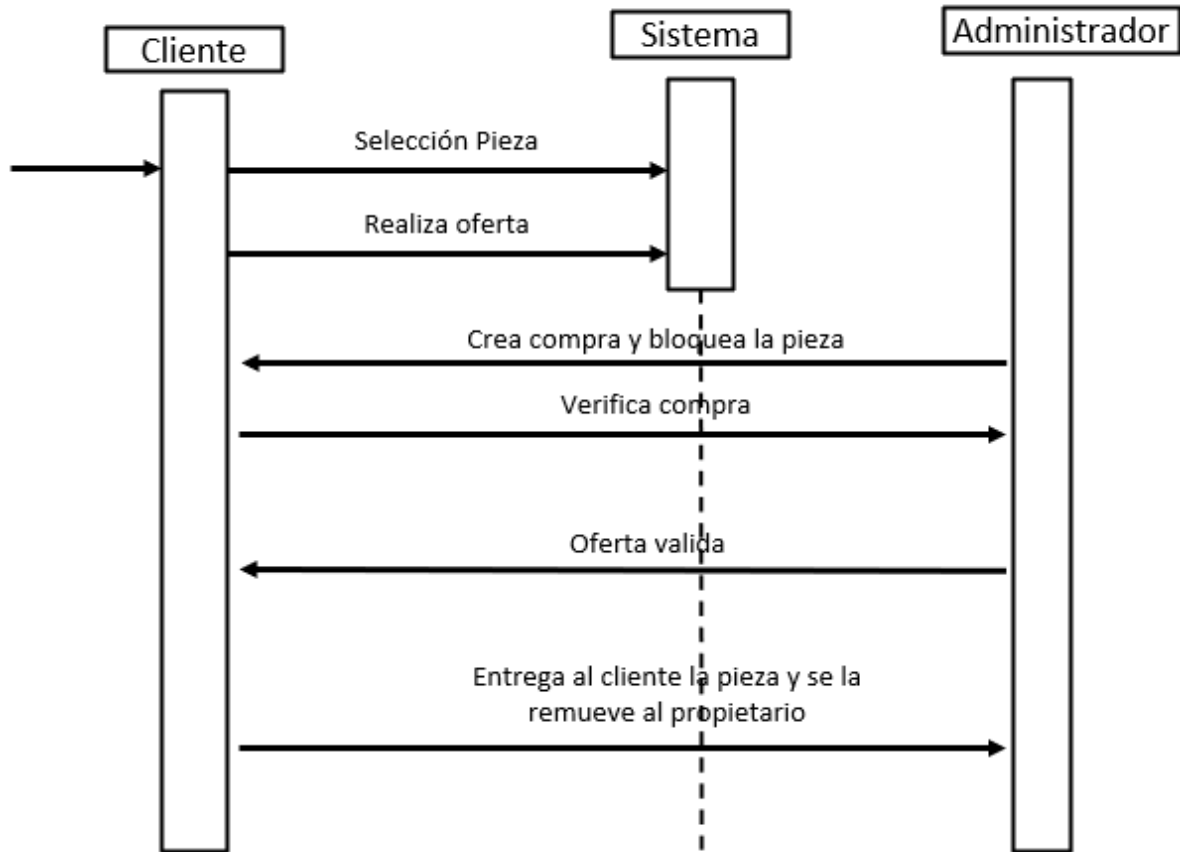 Cliente
Sistema
Administrador
Selección Pieza
Realiza oferta
Crea compra y bloquea la pieza
Verifica compra
Oferta valida
Entrega al cliente la pieza y se la
remueve al propietario